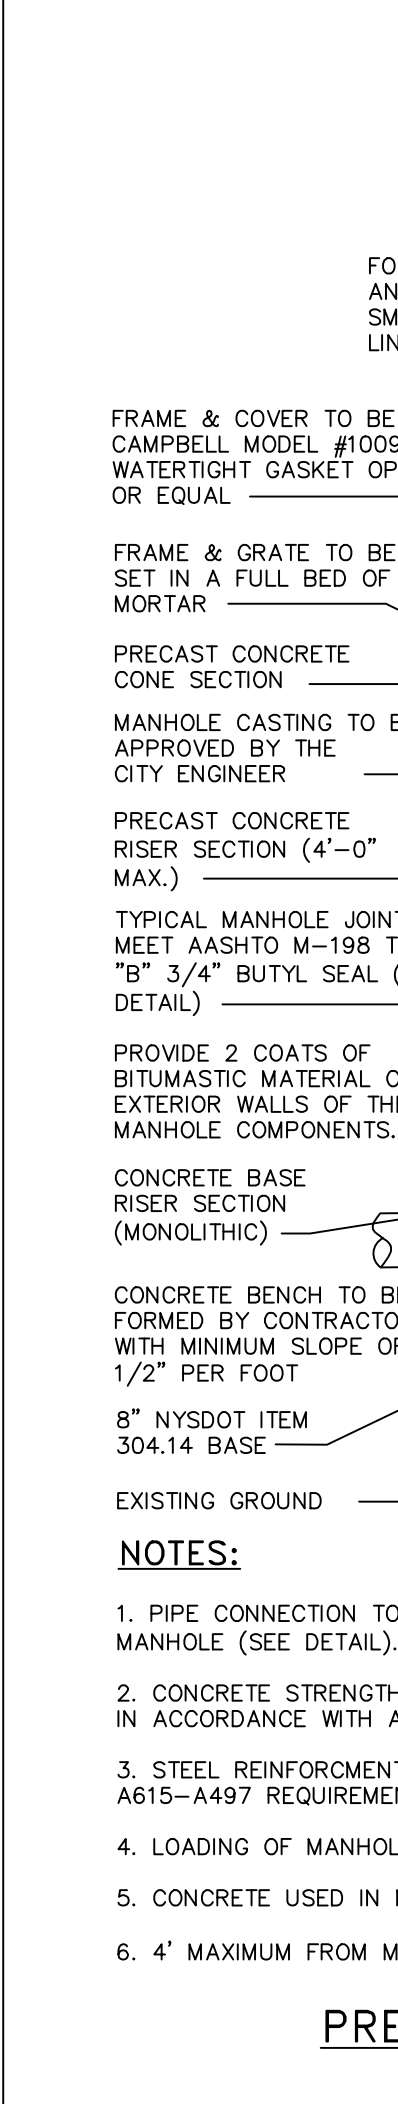 FO
AN
SM
LIN
FRAME & COVER TO BE
CAMPBELL MODEL #1009
WATERTIGHT GASKET OP
OR EQUAL
FRAME & GRATE TO BE
SET IN A FULL BED OF
MORTAR
PRECAST CONCRETE
CONE SECTION
MANHOLE CASTING TO B
APPROVED BY THE
CITY ENGINEER
PRECAST CONCRETE
RISER SECTION (4'-0"
MAX.)
TYPICAL MANHOLE JOINT
MEET AASHTO M-198 T
"B" 3/4" BUTYL SEAL (
DETAIL)
PROVIDE 2 COATS OF
BITUMASTIC MATERIAL O
EXTERIOR WALLS OF THE
MANHOLE COMPONENTS.
CONCRETE BASE
RISER SECTION
(MONOLITHIC)
CONCRETE BENCH TO BE
FORMED BY CONTRACTO
WITH MINIMUM SLOPE OF
1/2" PER FOOT
8" NYSDOT ITEM
304.14 BASE
EXISTING GROUND
NOTES:
1. PIPE CONNECTION TO
MANHOLE (SEE DETAIL).
2. CONCRETE STRENGTH
IN ACCORDANCE WITH A
3. STEEL REINFORCMENT
A615-A497 REQUIREMEN
4. LOADING OF MANHOL
5. CONCRETE USED IN
6. 4' MAXIMUM FROM M
PRE